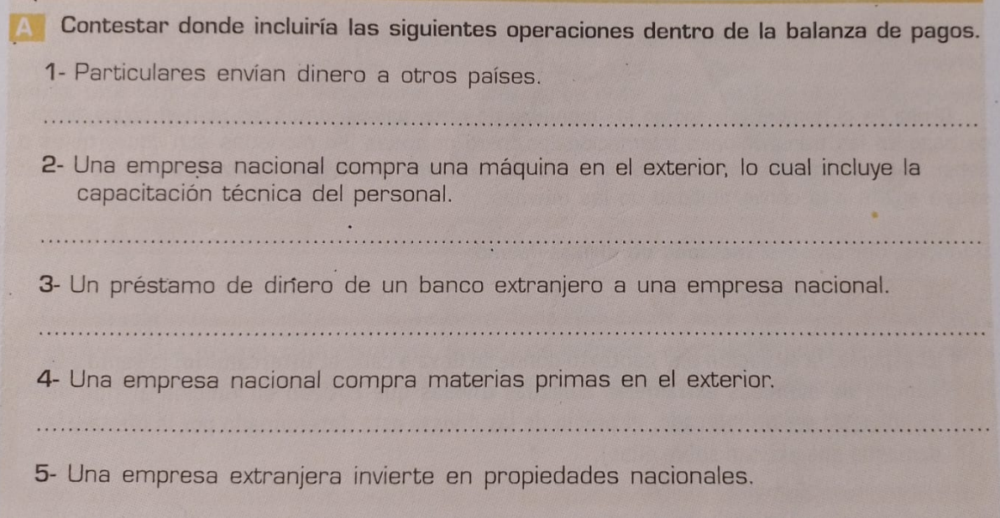 A Contestar donde incluiría las siguientes operaciones dentro de la balanza de pagos.
1- Particulares envían dinero a otros países.
2- Una empresa nacional compra una máquina en el exterior, lo cual incluye la
capacitación técnica del personal.
3- Un préstamo de dinero de un banco extranjero a una empresa nacional.
4- Una empresa nacional compra materias primas en el exterior.
5- Una empresa extranjera invierte en propiedades nacionales.